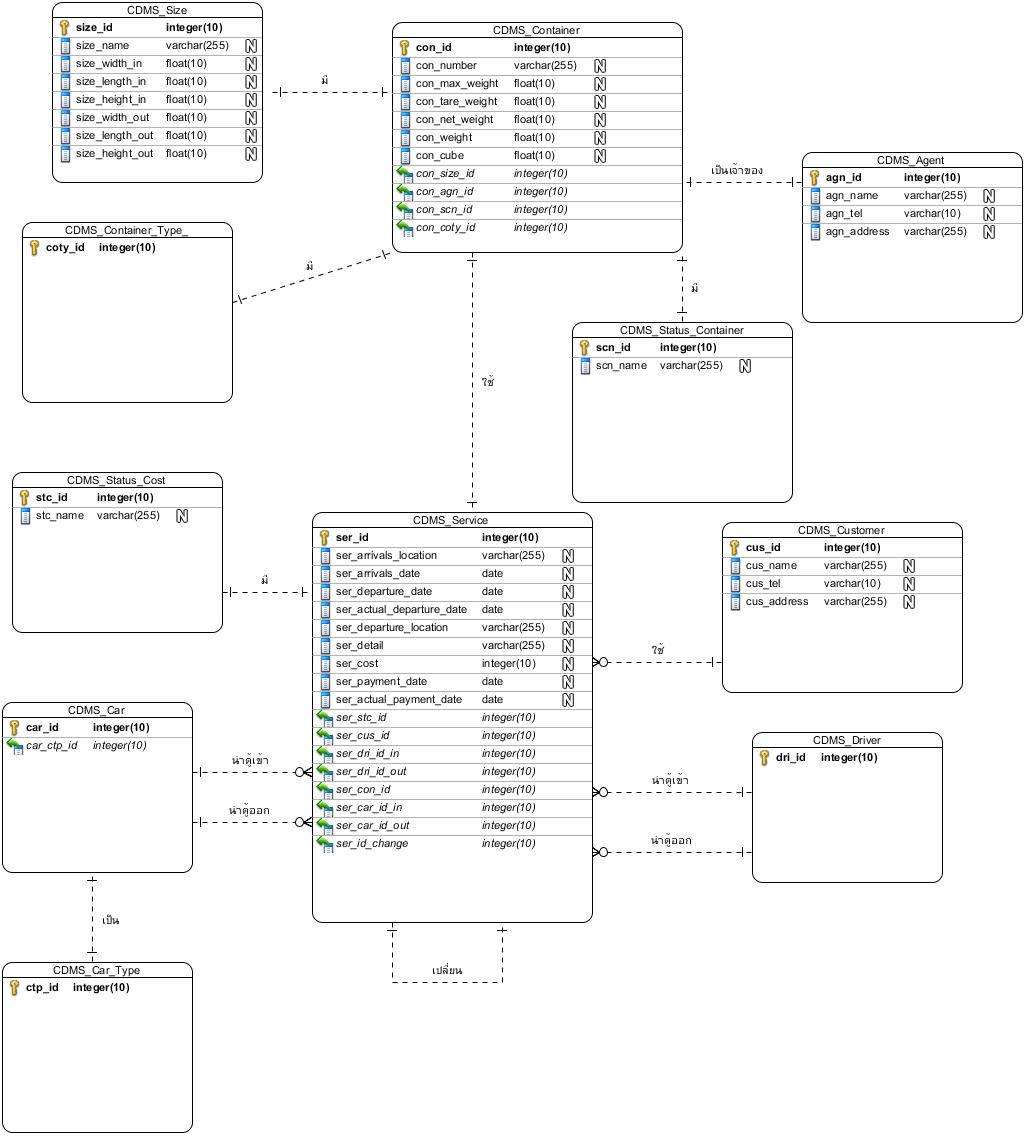 CDMS_Size
size_id integer(10)
size_name varchar(255) N
size_width_in float(10) N
size_length_in float(10) N
size_height_in float(10) N
size_width_out float(10) N
size_length_out float(10) N
size_height_out float(10) N
มี
CDMS_Container
con_id integer(10)
con_number varchar(255) N
con_max_weight float(10) N
con_tare_weight float(10) N
con_net_weight float(10) N
con_weight float(10) N
con_cube float(10) N
con_size_id integer(10)
con_agn_id integer(10)
con_scn_id integer(10)
con_coty_id integer(10)
เป็นเจ้าของ
CDMS_Agent
agn_id integer(10)
agn_name varchar(255) N
agn_tel varchar(10) N
agn_address varchar(255) N
CDMS_Container_Type_
coty_id integer(10)
มี
มี
CDMS_Status_Container
scn_id integer(10)
scn_name varchar(255) N
ใช้
CDMS_Status_Cost
stc_id integer(10)
stc_name varchar(255) N
มี
CDMS_Service
ser_id integer(10)
ser_arrivals_location varchar(255) N
ser_arrivals_date date N
ser_departure_date date N
ser_actual_departure_date date N
ser_departure_location varchar(255) N
ser_detail varchar(255) N
ser_cost integer(10) N
ser_payment_date date N
ser_actual_payment_date date N
ser_stc_id integer(10)
ser_cus_id integer(10)
ser_dri_id_in integer(10)
ser_dri_id_out integer(10)
ser_con_id integer(10)
ser_car_id_in integer(10)
ser_car_id_out integer(10)
ser_id_change integer(10)
CDMS_Customer
cus_id integer(10)
cus_name varchar(255) N
cus_tel varchar(10) N
cus_address varchar(255) N
ใช้
CDMS_Car
car_id integer(10)
car_ctp_id integer(10)
นำตู้เข้า
นำตู้ออก
CDMS_Driver
dri_id integer(10)
นำตู้เข้า
นำตู้ออก
เป็น
เปลี่ยน
CDMS_Car_Type
ctp_id integer(10)